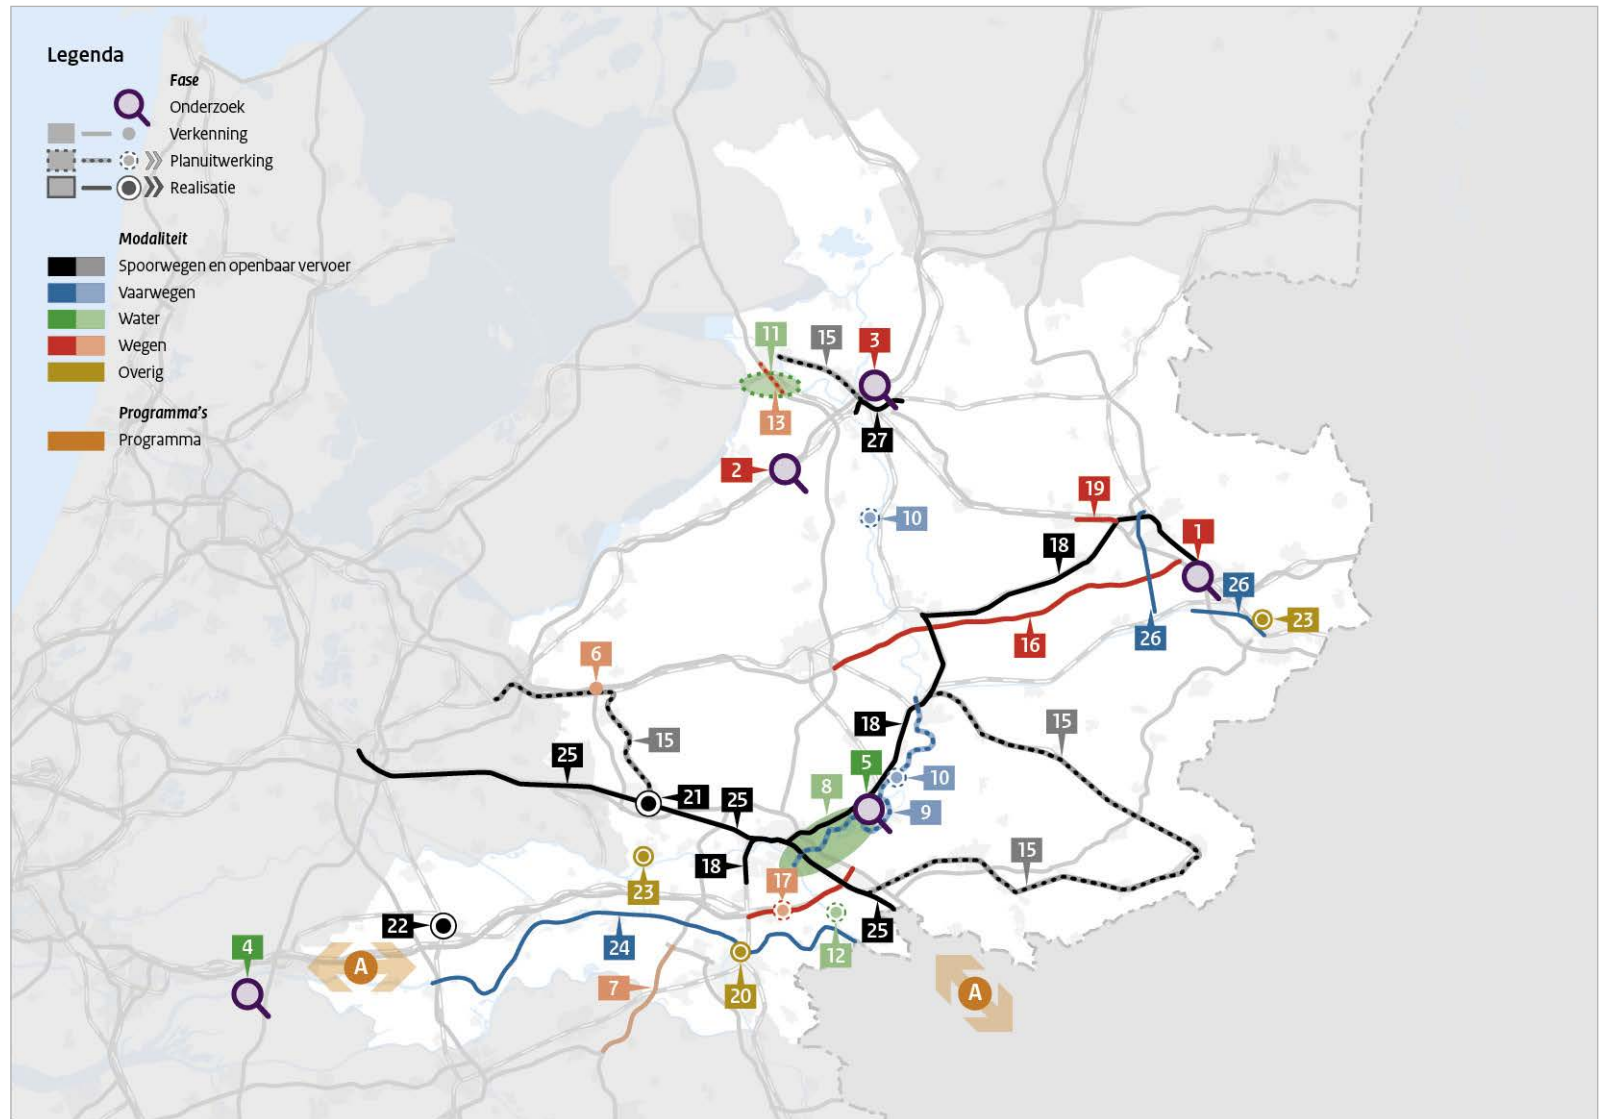 Legenda
Fase
Onderzoek
Verkenning
Planuitwerking
Realisatie
Modaliteit
Spoorwegen en openbaar vervoer
Vaarwegen
Water
Wegen
Overig
Programma's
Programma
11
15
3
13
27
2
10
19
1
18
26
23
26
16
6
15
18
15
5
25
10
21
25
8
9
15
18
17
23
22
25
4
24
12
A
7
20
A